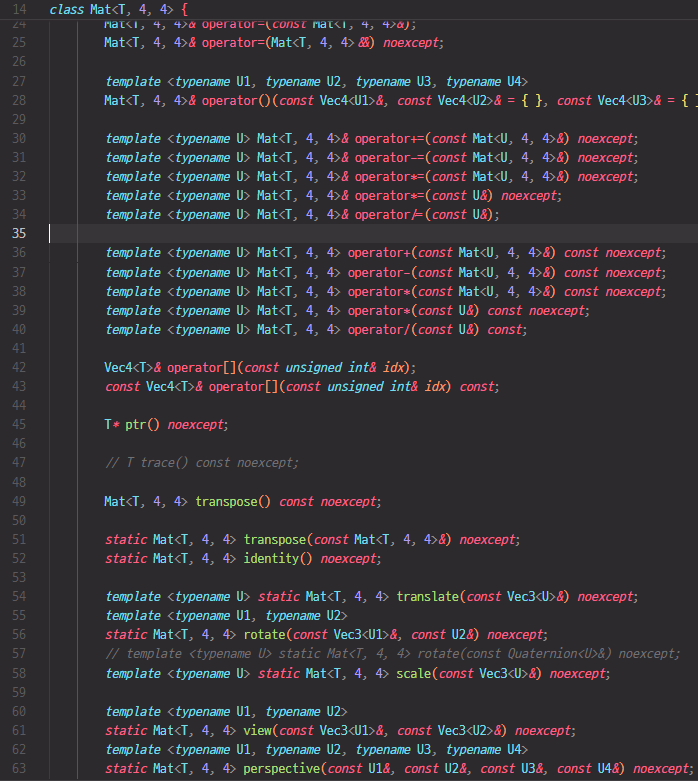 14 class Mat<T, 4, 4> {
24 Mat<T, 4, 4>& operator=(const Mat<T, 4, 4>&);
25 Mat<T, 4, 4>& operator=(Mat<T, 4, 4>&&) noexcept;
26
27 template <typename U1, typename U2, typename U3, typename U4>
28 Mat<T, 4, 4>& operator()(const Vec4<U1>&, const Vec4<U2>& = { }, const Vec4<U3>& = { }
29
30 template <typename U> Mat<T, 4, 4>& operator+=(const Mat<U, 4, 4>&) noexcept;
31 template <typename U> Mat<T, 4, 4>& operator-=(const Mat<U, 4, 4>&) noexcept;
32 template <typename U> Mat<T, 4, 4>& operator*=(const Mat<U, 4, 4>&) noexcept;
33 template <typename U> Mat<T, 4, 4>& operator*=(const U&) noexcept;
34 template <typename U> Mat<T, 4, 4>& operator/=(const U&);
35
36 template <typename U> Mat<T, 4, 4> operator+(const Mat<U, 4, 4>&) const noexcept;
37 template <typename U> Mat<T, 4, 4> operator-(const Mat<U, 4, 4>&) const noexcept;
38 template <typename U> Mat<T, 4, 4> operator*(const Mat<U, 4, 4>&) const noexcept;
39 template <typename U> Mat<T, 4, 4> operator*(const U&) const noexcept;
40 template <typename U> Mat<T, 4, 4> operator/(const U&) const;
41
42 Vec4<T>& operator[](const unsigned int& idx);
43 const Vec4<T>& operator[](const unsigned int& idx) const;
44
45 T* ptr() noexcept;
46
47 // T trace() const noexcept;
48
49 Mat<T, 4, 4> transpose() const noexcept;
50
51 static Mat<T, 4, 4> transpose(const Mat<T, 4, 4>&) noexcept;
52 static Mat<T, 4, 4> identity() noexcept;
53
54 template <typename U> static Mat<T, 4, 4> translate(const Vec3<U>&) noexcept;
55 template <typename U1, typename U2>
56 static Mat<T, 4, 4> rotate(const Vec3<U1>&, const U2&) noexcept;
57 // template <typename U> static Mat<T, 4, 4> rotate(const Quaternion<U>&) noexcept;
58 template <typename U> static Mat<T, 4, 4> scale(const Vec3<U>&) noexcept;
59
60 template <typename U1, typename U2>
61 static Mat<T, 4, 4> view(const Vec3<U1>&, const Vec3<U2>&) noexcept;
62 template <typename U1, typename U2, typename U3, typename U4>
63 static Mat<T, 4, 4> perspective(const U1&, const U2&, const U3&, const U4&) noexcept;